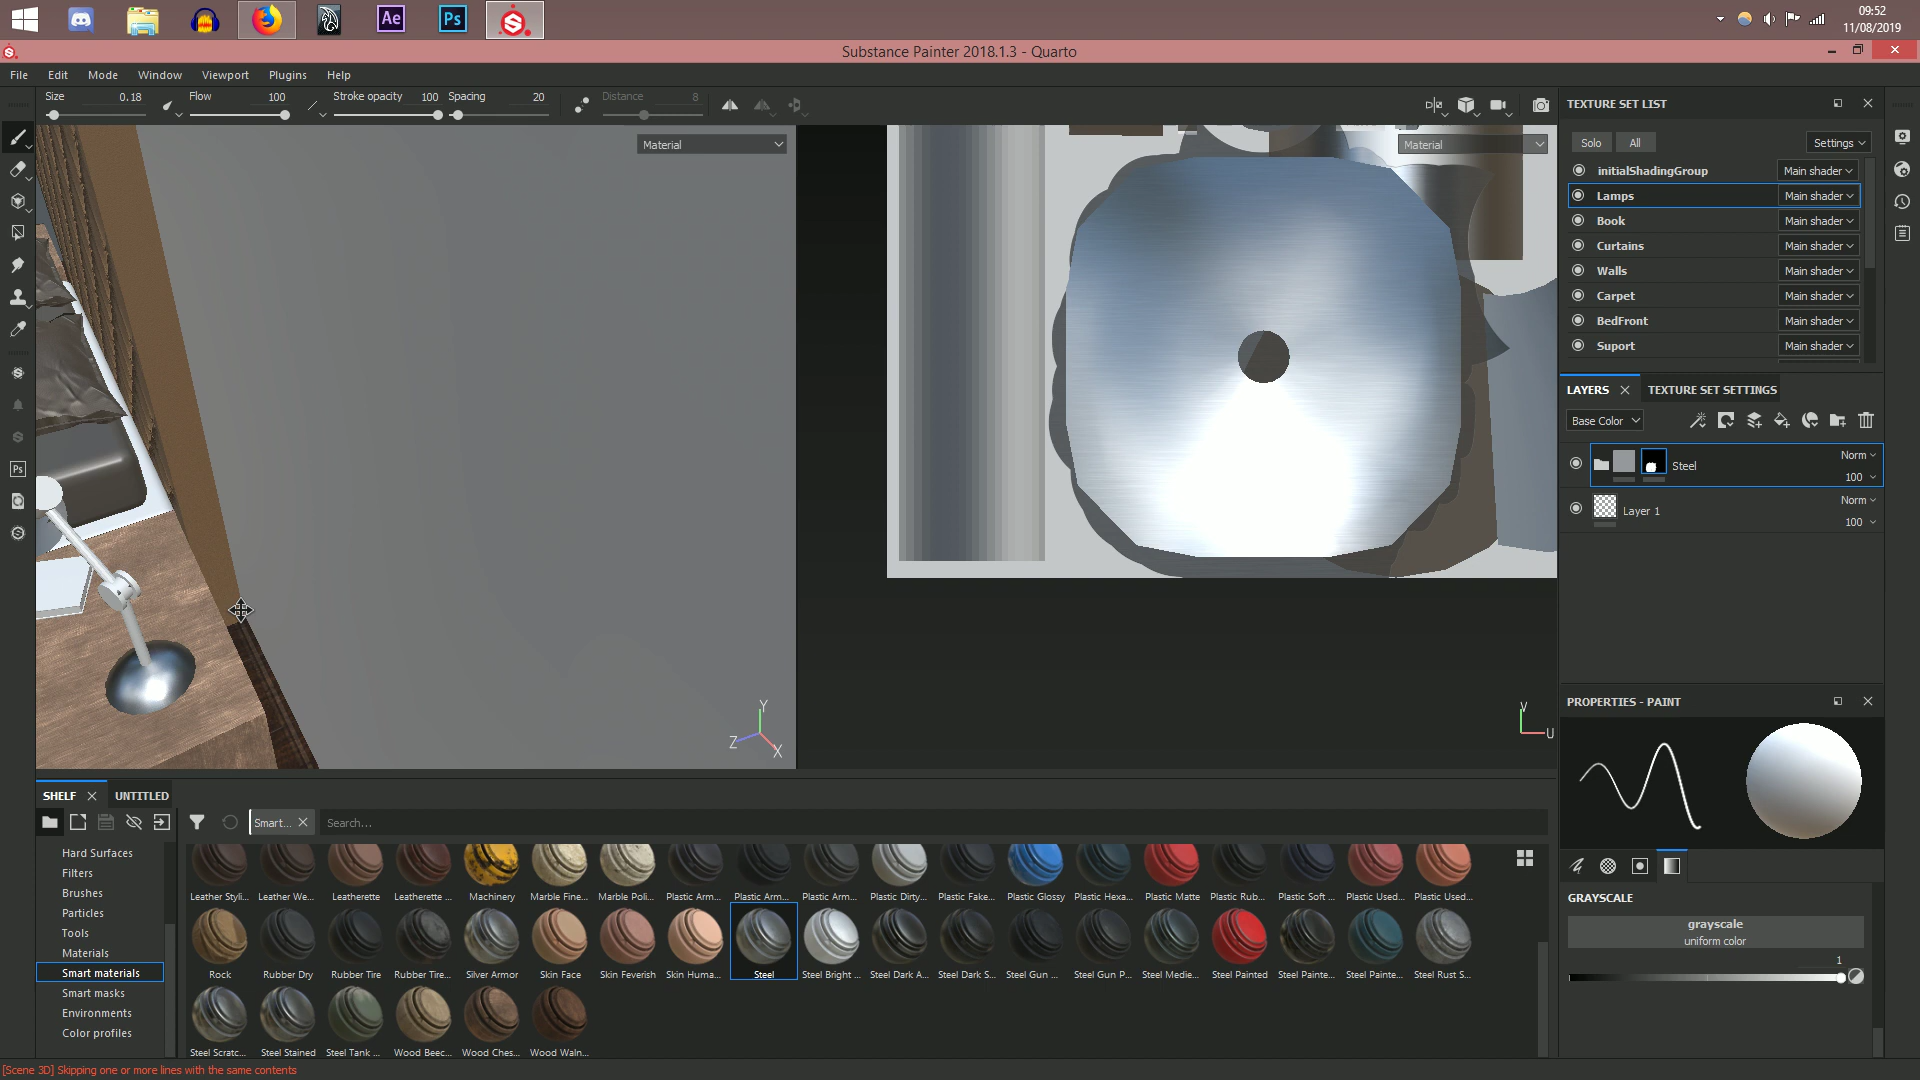 Ae
Ps
09:52
11/08/2019
Substance Painter 2018.1.3 - Quarto
File Edit Mode Window Viewport Plugins Help
Size 0.18 Flow 100 Stroke opacity 100 Spacing 20 Distance 8
Material
Material
TEXTURE SET LIST
Solo All Settings
initialShadingGroup Main shader
Lamps Main shader
Book Main shader
Curtains Main shader
Walls Main shader
Carpet Main shader
BedFront Main shader
Suport Main shader
LAYERS TEXTURE SET SETTINGS
Base Color
Steel Norm 100
Layer 1 Norm 100
Ps
Y
Z X
V
U
PROPERTIES - PAINT
GRAYSCALE
grayscale
uniform color
1
SHELF UNTITLED
Smart... Search...
Hard Surfaces
Filters
Brushes
Particles
Tools
Materials
Smart materials
Smart masks
Environments
Color profiles
Leather Styli... Leather We... Leatherette Leatherette ... Machinery Marble Fine... Marble Poli... Plastic Arm... Plastic Arm... Plastic Arm... Plastic Dirty... Plastic Fake... Plastic Glossy Plastic Hexa... Plastic Matte Plastic Rub... Plastic Soft ... Plastic Used... Plastic Used...
Rock Rubber Dry Rubber Tire Rubber Tire... Silver Armor Skin Face Skin Feverish Skin Huma... Steel Steel Bright ... Steel Dark A... Steel Dark S... Steel Gun ... Steel Gun P... Steel Medie... Steel Painted Steel Painte... Steel Painte... Steel Rust S...
Steel Scratc... Steel Stained Steel Tank ... Wood Beec... Wood Ches... Wood Waln...
[Scene 3D] Skipping one or more lines with the same contents